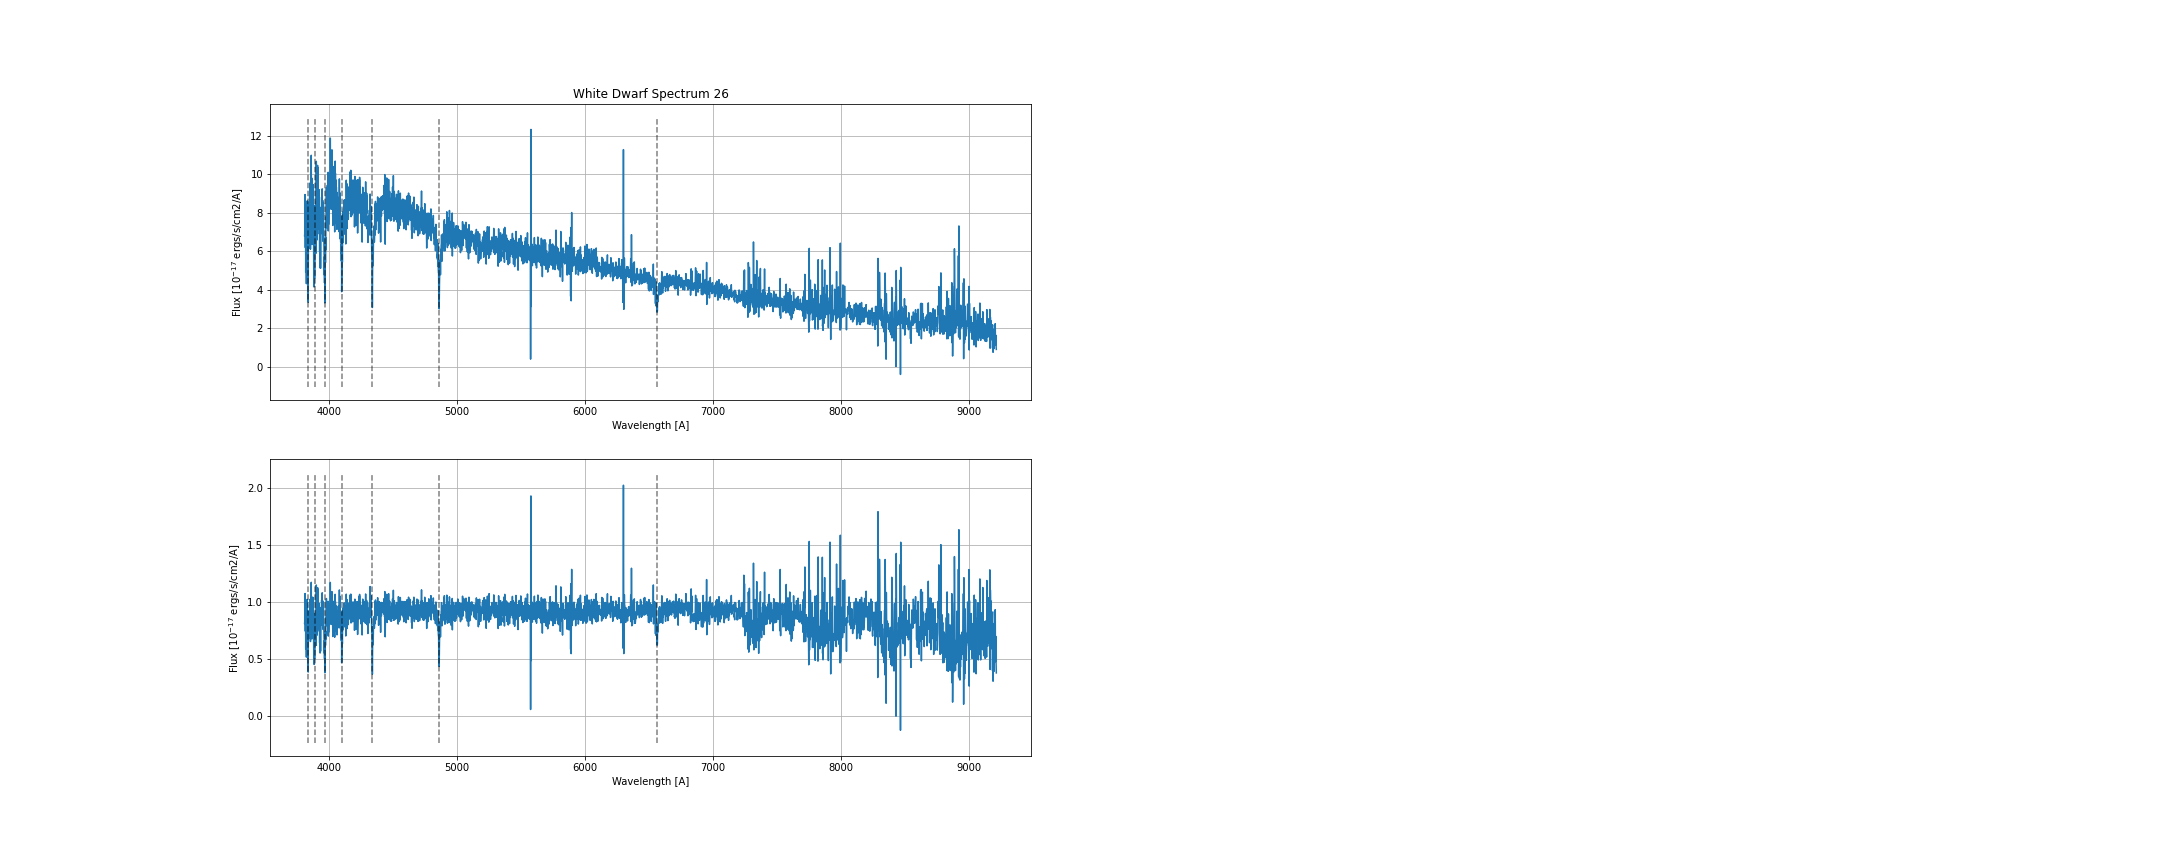 White Dwarf Spectrum 26
Flux [10⁻¹⁷ ergs/s/cm2/A]
12
10
8
6
4
2
0
4000 5000 6000 7000 8000 9000
Wavelength [A]
Flux [10⁻¹⁷ ergs/s/cm2/A]
2.0
1.5
1.0
0.5
0.0
4000 5000 6000 7000 8000 9000
Wavelength [A]